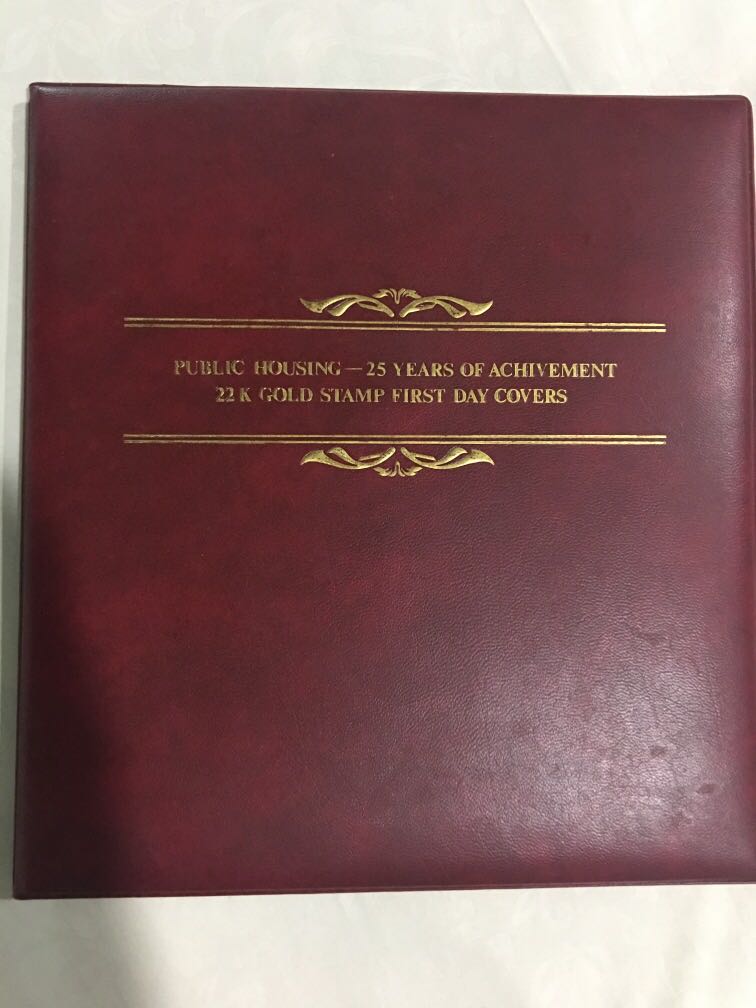 PUBLIC HOUSING — 25 YEARS OF ACHIVEMENT
22 K GOLD STAMP FIRST DAY COVERS